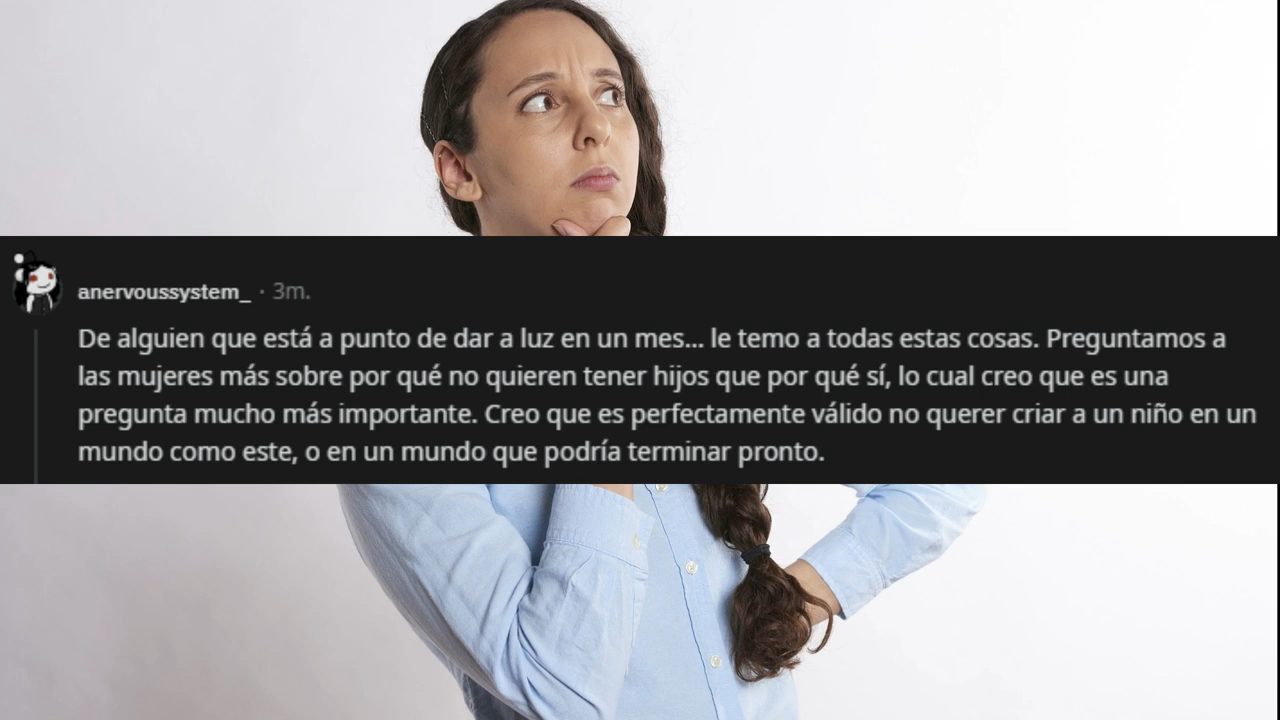 anervoussystem_ · 3m.
De alguien que está a punto de dar a luz en un mes... le temo a todas estas cosas. Preguntamos a
las mujeres más sobre por qué no quieren tener hijos que por qué sí, lo cual creo que es una
pregunta mucho más importante. Creo que es perfectamente válido no querer criar a un niño en un
mundo como este, o en un mundo que podría terminar pronto.